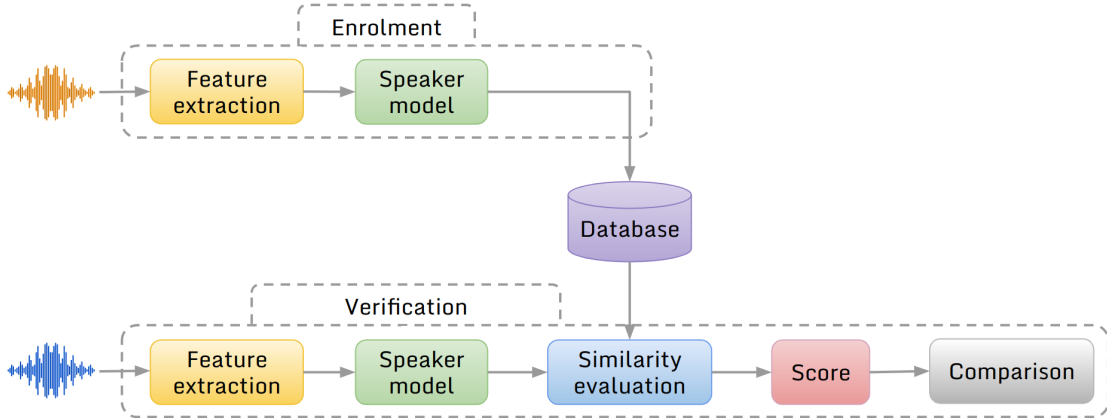 Enrolment
Feature
extraction
Speaker
model
Database
Verification
Feature
extraction
Speaker
model
Similarity
evaluation
Score
Comparison